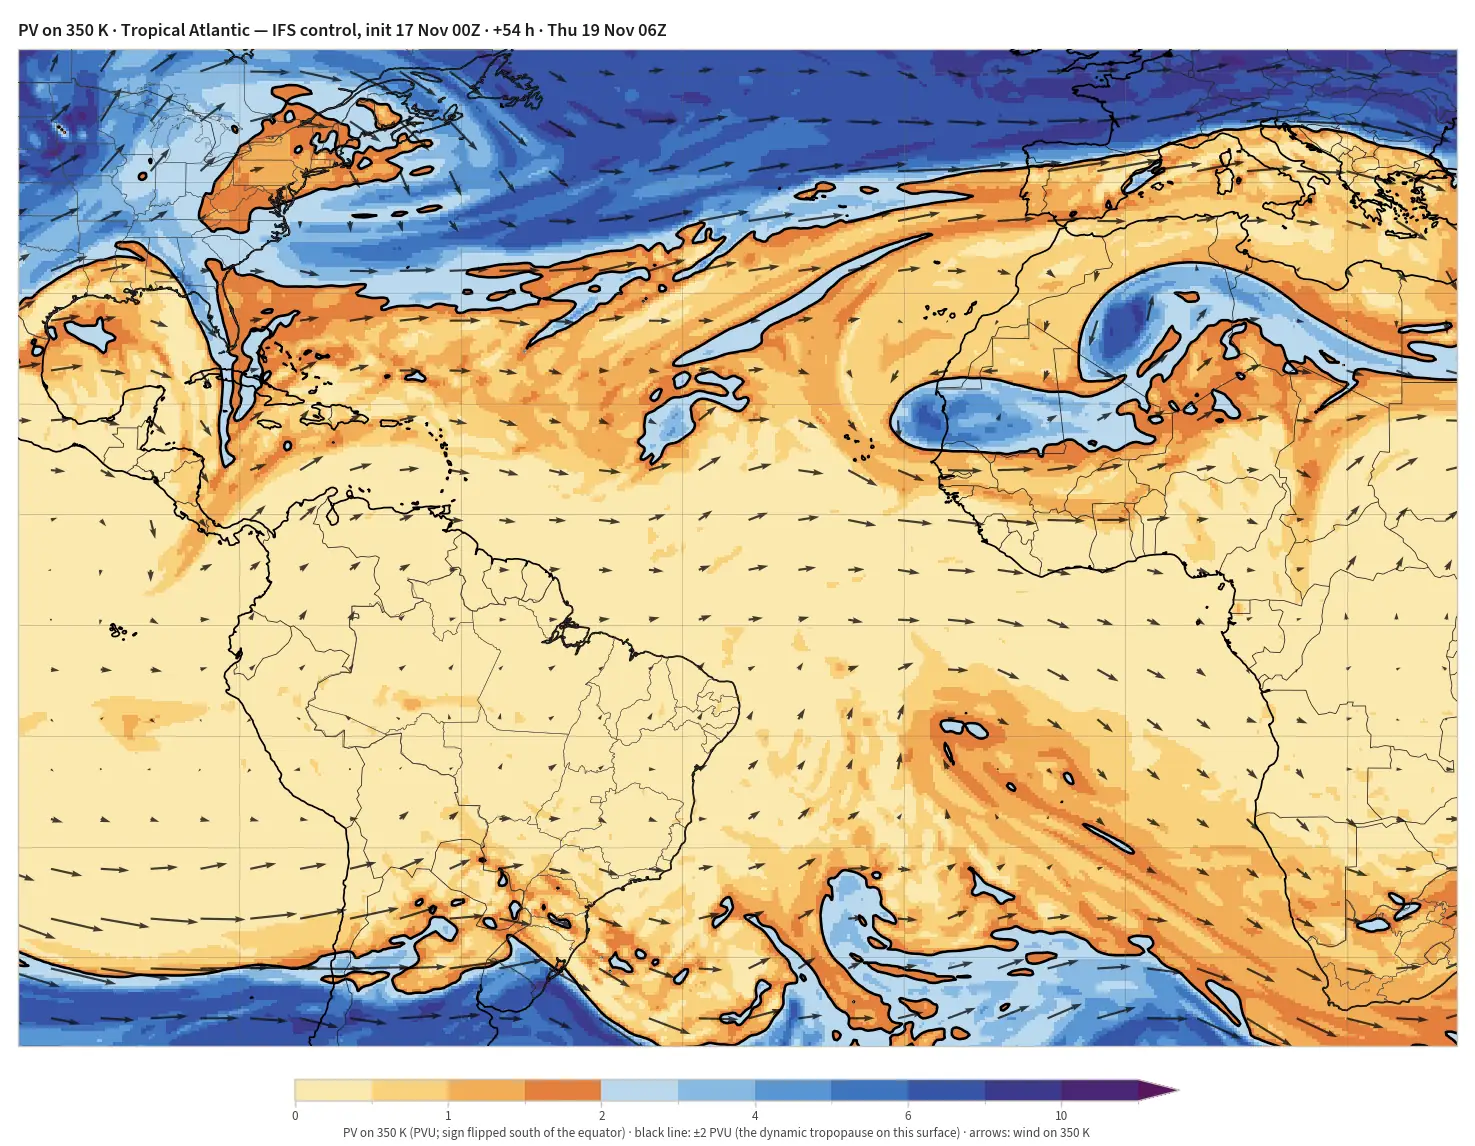 PV on 350 K · Tropical Atlantic — IFS control, init 17 Nov 00Z · +54 h · Thu 19 Nov 06Z
0 1 2 4 6 10
PV on 350 K (PVU; sign flipped south of the equator) · black line: ±2 PVU (the dynamic tropopause on this surface) · arrows: wind on 350 K